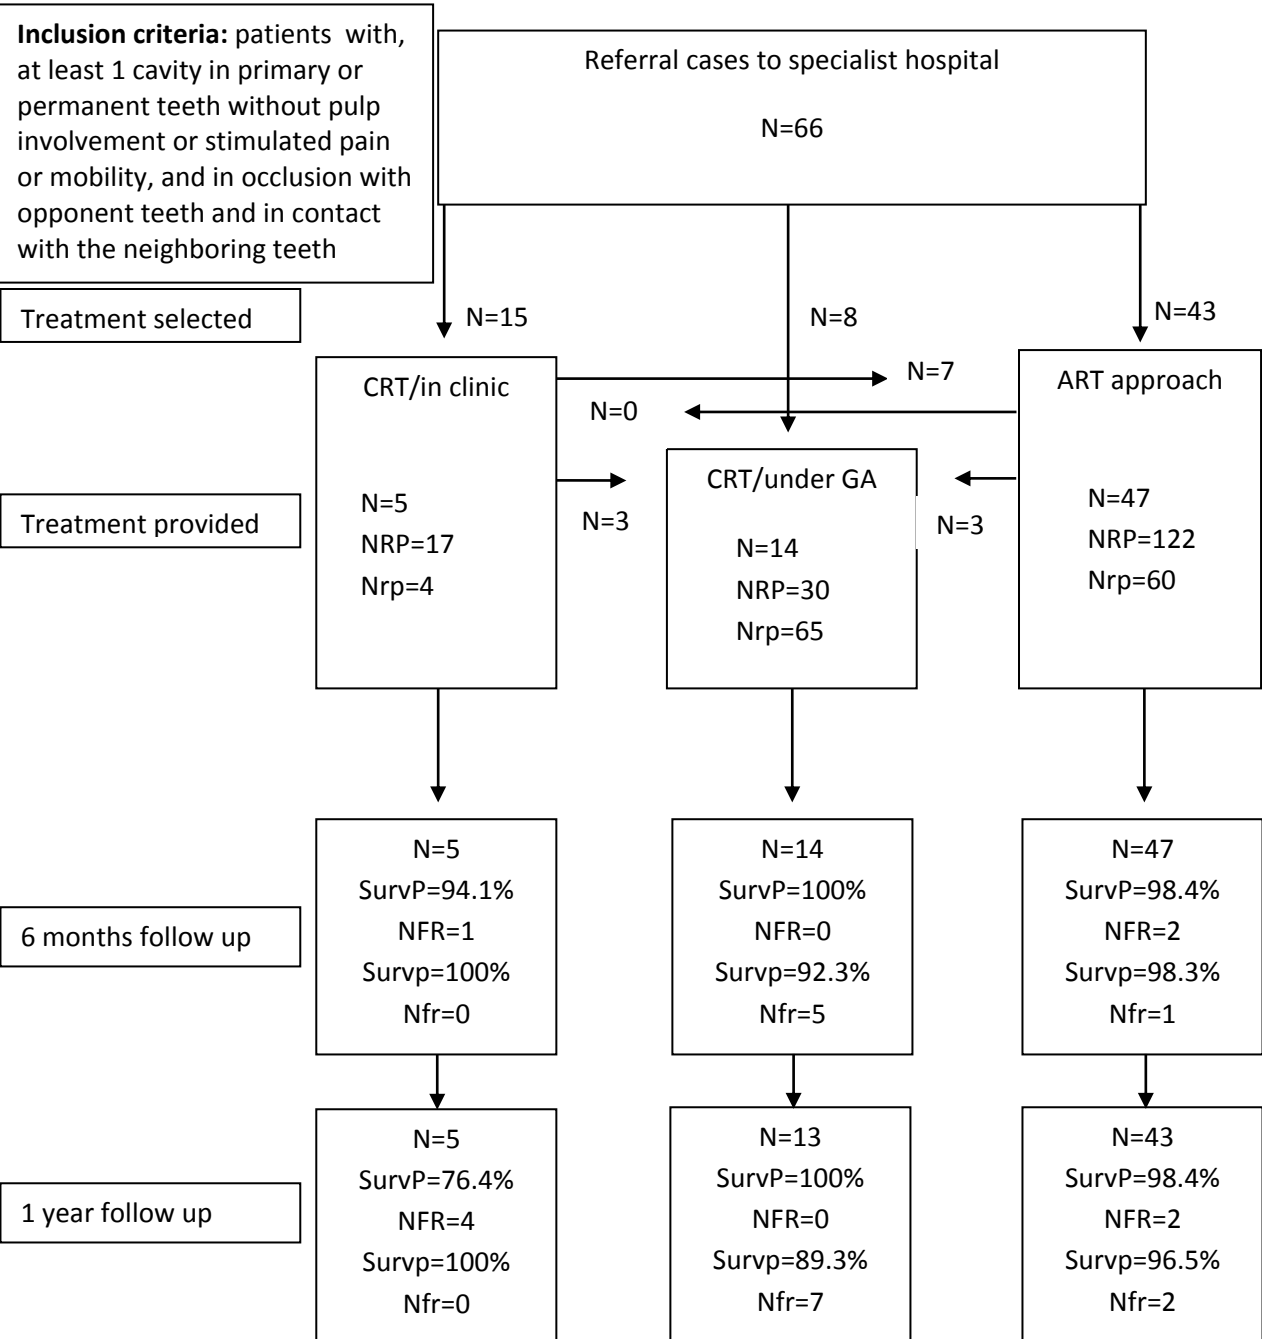 Inclusion criteria: patients with,
at least 1 cavity in primary or
permanent teeth without pulp
involvement or stimulated pain
or mobility, and in occlusion with
opponent teeth and in contact
with the neighboring teeth
Referral cases to specialist hospital
N=66
Treatment selected
N=15
N=8
N=43
CRT/in clinic
N=7
ART approach
N=0
CRT/under GA
Treatment provided
N=5
NRP=17
Nrp=4
N=3
N=14
NRP=30
Nrp=65
N=3
N=47
NRP=122
Nrp=60
6 months follow up
N=5
SurvP=94.1%
NFR=1
Survp=100%
Nfr=0
N=14
SurvP=100%
NFR=0
Survp=92.3%
Nfr=5
N=47
SurvP=98.4%
NFR=2
Survp=98.3%
Nfr=1
1 year follow up
N=5
SurvP=76.4%
NFR=4
Survp=100%
Nfr=0
N=13
SurvP=100%
NFR=0
Survp=89.3%
Nfr=7
N=43
SurvP=98.4%
NFR=2
Survp=96.5%
Nfr=2